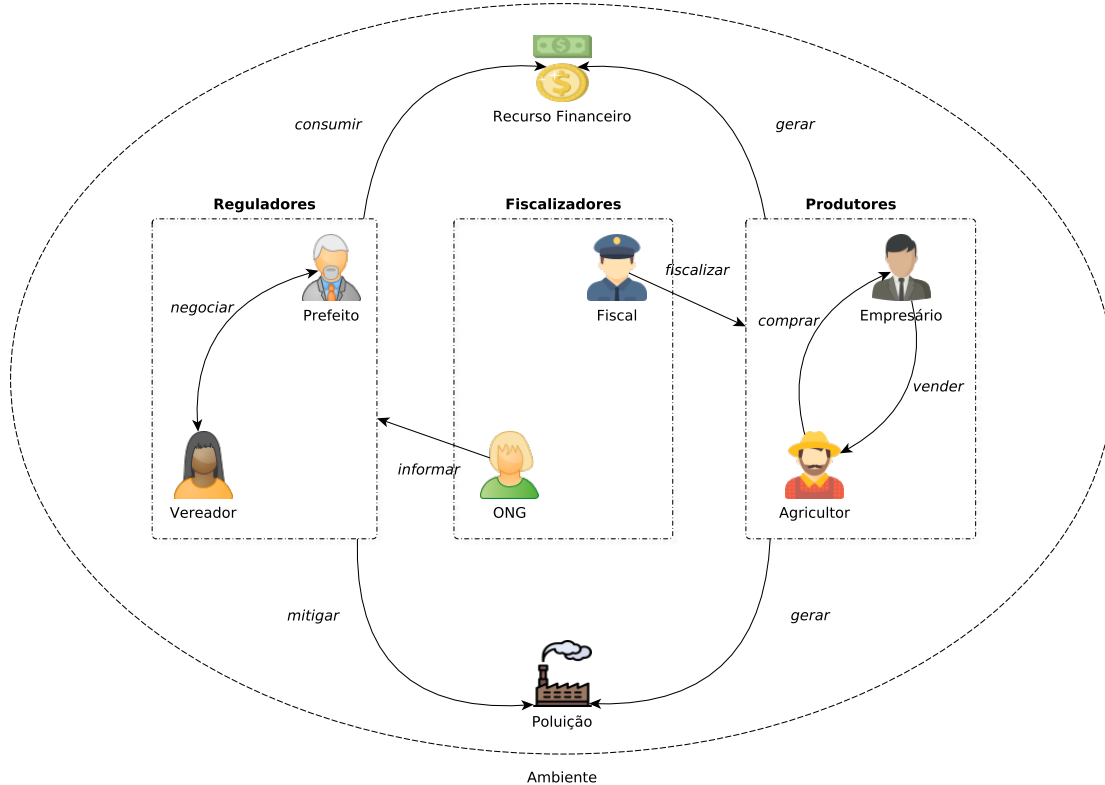 Recurso Financeiro
consumir
gerar
Reguladores
Fiscalizadores
Produtores
fiscalizar
negociar
Prefeito
Fiscal
comprar
Empresário
vender
informar
Vereador
ONG
Agricultor
mitigar
gerar
Poluição
Ambiente